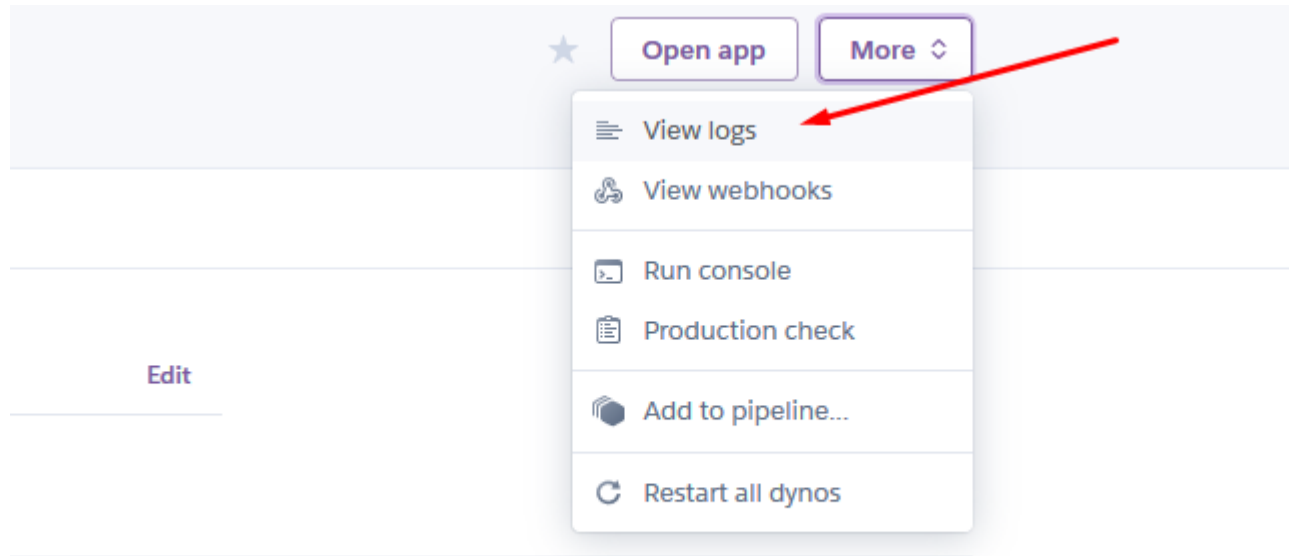 Open app
More
View logs
View webhooks
Run console
Production check
Edit
Add to pipeline...
Restart all dynos